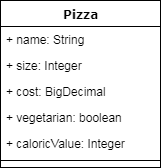 Pizza
+ name: String
+ size: Integer
+ cost: BigDecimal
+ vegetarian: boolean
+ caloricValue: Integer